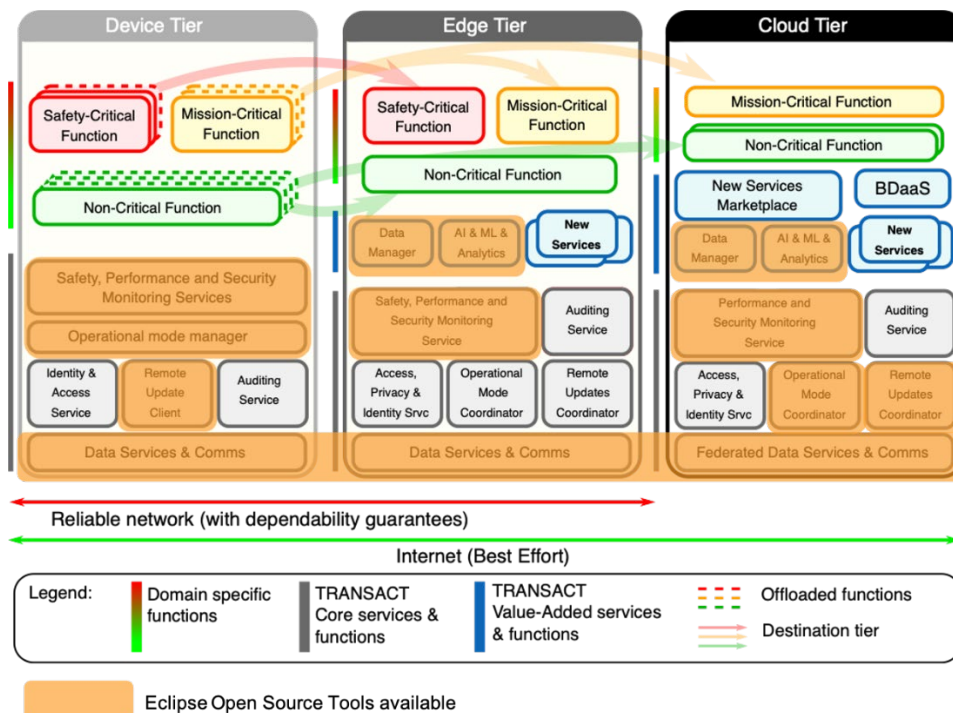 Device Tier
Edge Tier
Cloud Tier
Safety-Critical
Function
Mission-Critical
Function
Non-Critical Function
Safety, Performance and Security
Monitoring Services
Operational mode manager
Identity &
Access
Service
Remote
Update
Client
Auditing
Service
Data Services & Comms
Safety-Critical
Function
Mission-Critical
Function
Non-Critical Function
Data
Manager
AI & ML &
Analytics
New
Services
Safety, Performance and
Security Monitoring
Service
Auditing
Service
Access,
Privacy &
Identity Srvc
Operational
Mode
Coordinator
Remote
Updates
Coordinator
Data Services & Comms
Mission-Critical Function
Non-Critical Function
New Services
Marketplace
BDaaS
Data
Manager
AI & ML &
Analytics
New
Services
Performance and
Security Monitoring
Service
Auditing
Service
Access,
Privacy &
Identity Srvc
Operational
Mode
Coordinator
Remote
Updates
Coordinator
Federated Data Services & Comms
Reliable network (with dependability guarantees)
Internet (Best Effort)
Legend:
Domain specific
functions
TRANSACT
Core services &
functions
TRANSACT
Value-Added services
& functions
Offloaded functions
Destination tier
Eclipse Open Source Tools available